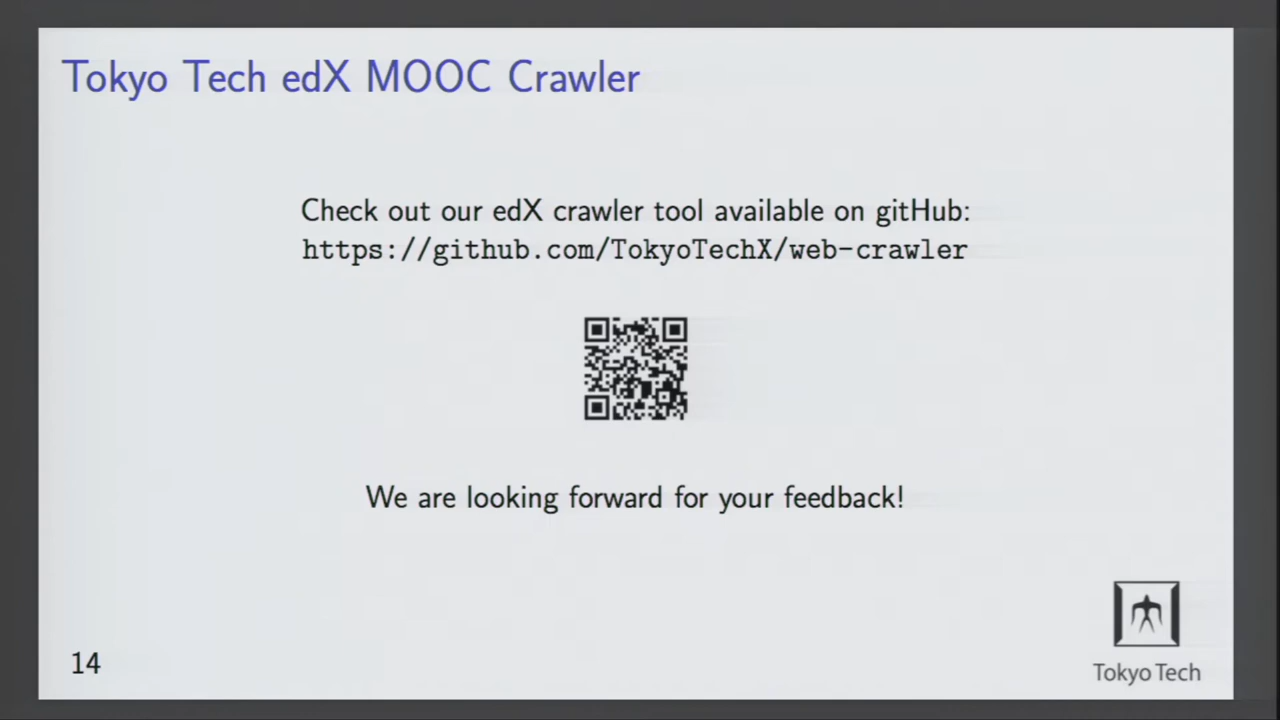 Tokyo Tech edX MOOC Crawler
Check out our edX crawler tool available on gitHub:
https://github.com/TokyoTechX/web-crawler
We are looking forward for your feedback!
14
Tokyo Tech